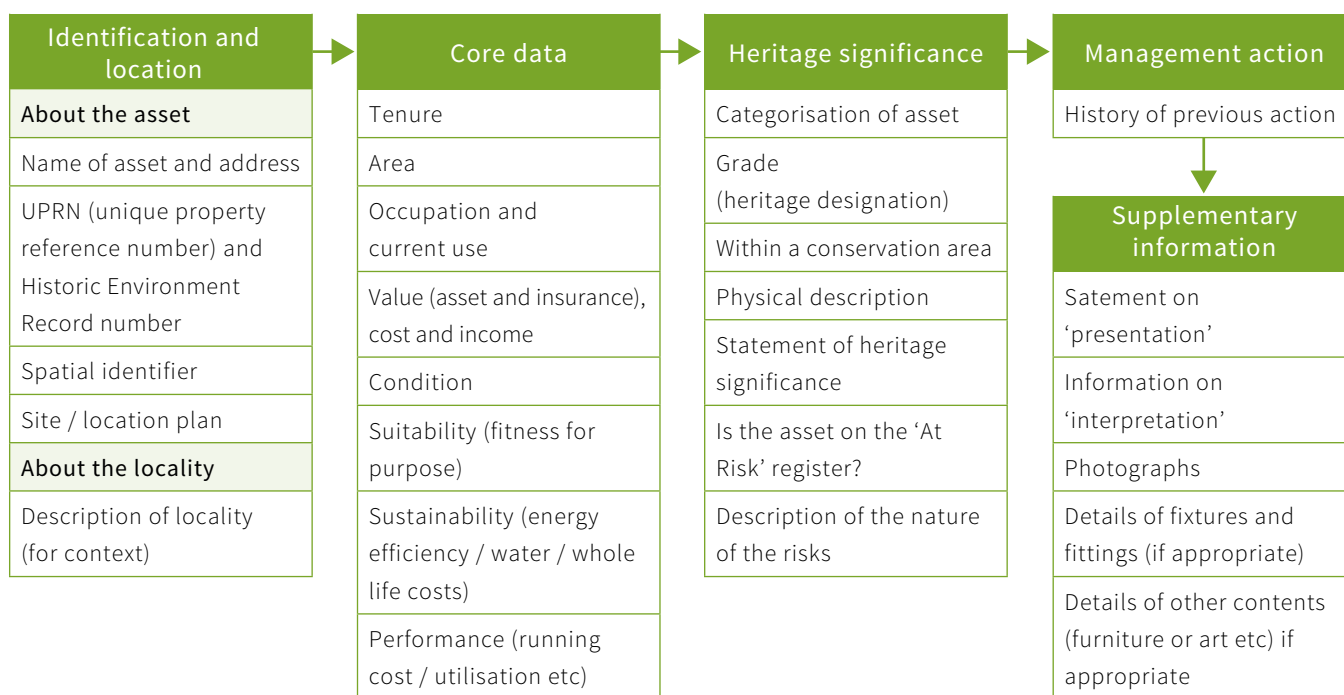 Identification and
location
About the asset
Name of asset and address
UPRN (unique property
reference number) and
Historic Environment
Record number
Spatial identifier
Site / location plan
About the locality
Description of locality
(for context)
Core data
Tenure
Area
Occupation and
current use
Value (asset and insurance),
cost and income
Condition
Suitability (fitness for
purpose)
Sustainability (energy
efficiency / water / whole
life costs)
Performance (running
cost / utilisation etc)
Heritage significance
Categorisation of asset
Grade
(heritage designation)
Within a conservation area
Physical description
Statement of heritage
significance
Is the asset on the ‘At
Risk’ register?
Description of the nature
of the risks
Management action
History of previous action
Supplementary
information
Satement on
‘presentation’
Information on
‘interpretation’
Photographs
Details of fixtures and
fittings (if appropriate)
Details of other contents
(furniture or art etc) if
appropriate